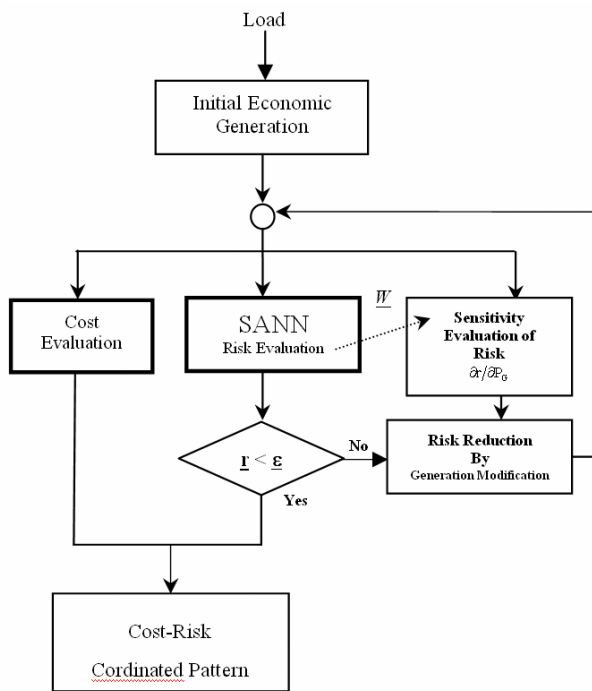 Load
Initial Economic
Generation
Cost
Evaluation
SANN
Risk Evaluation
W
Sensitivity
Evaluation of
Risk
∂r/∂P_G
r < ε
No
Yes
Risk Reduction
By
Generation Modification
Cost-Risk
Cordinated Pattern